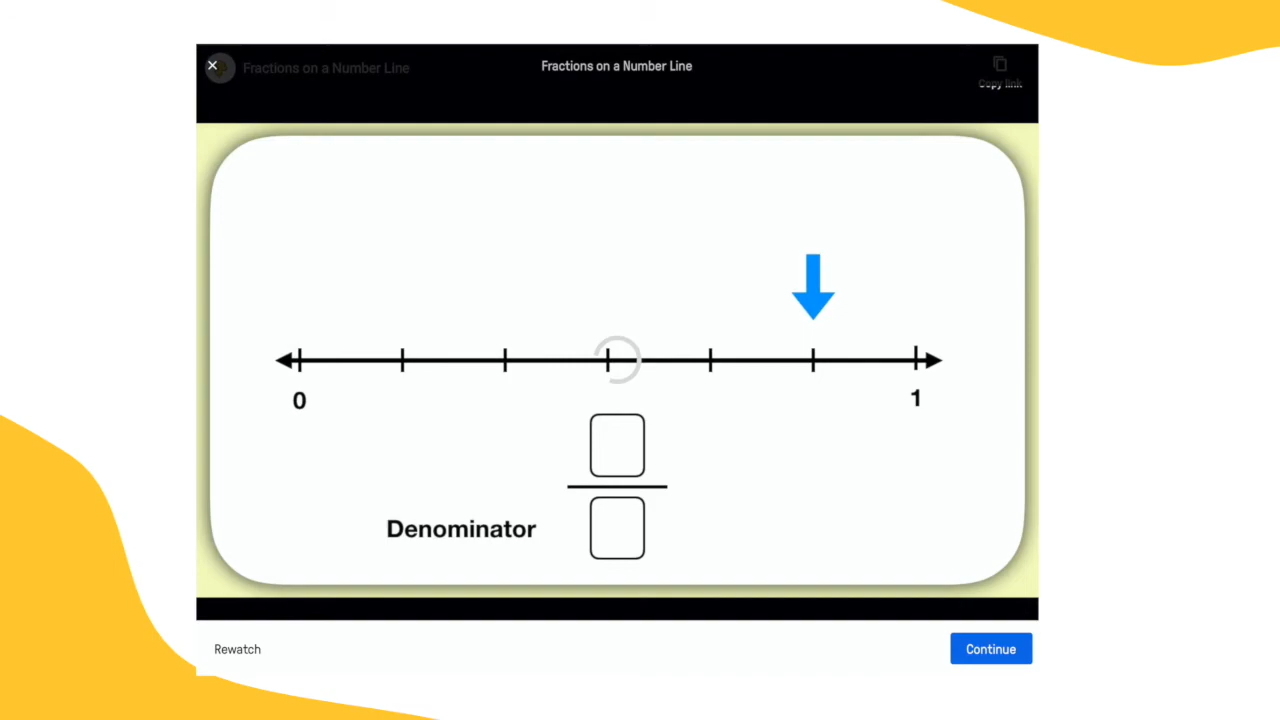 Fractions on a Number Line
Fractions on a Number Line
Copy link
0
1
Denominator
Rewatch
Continue